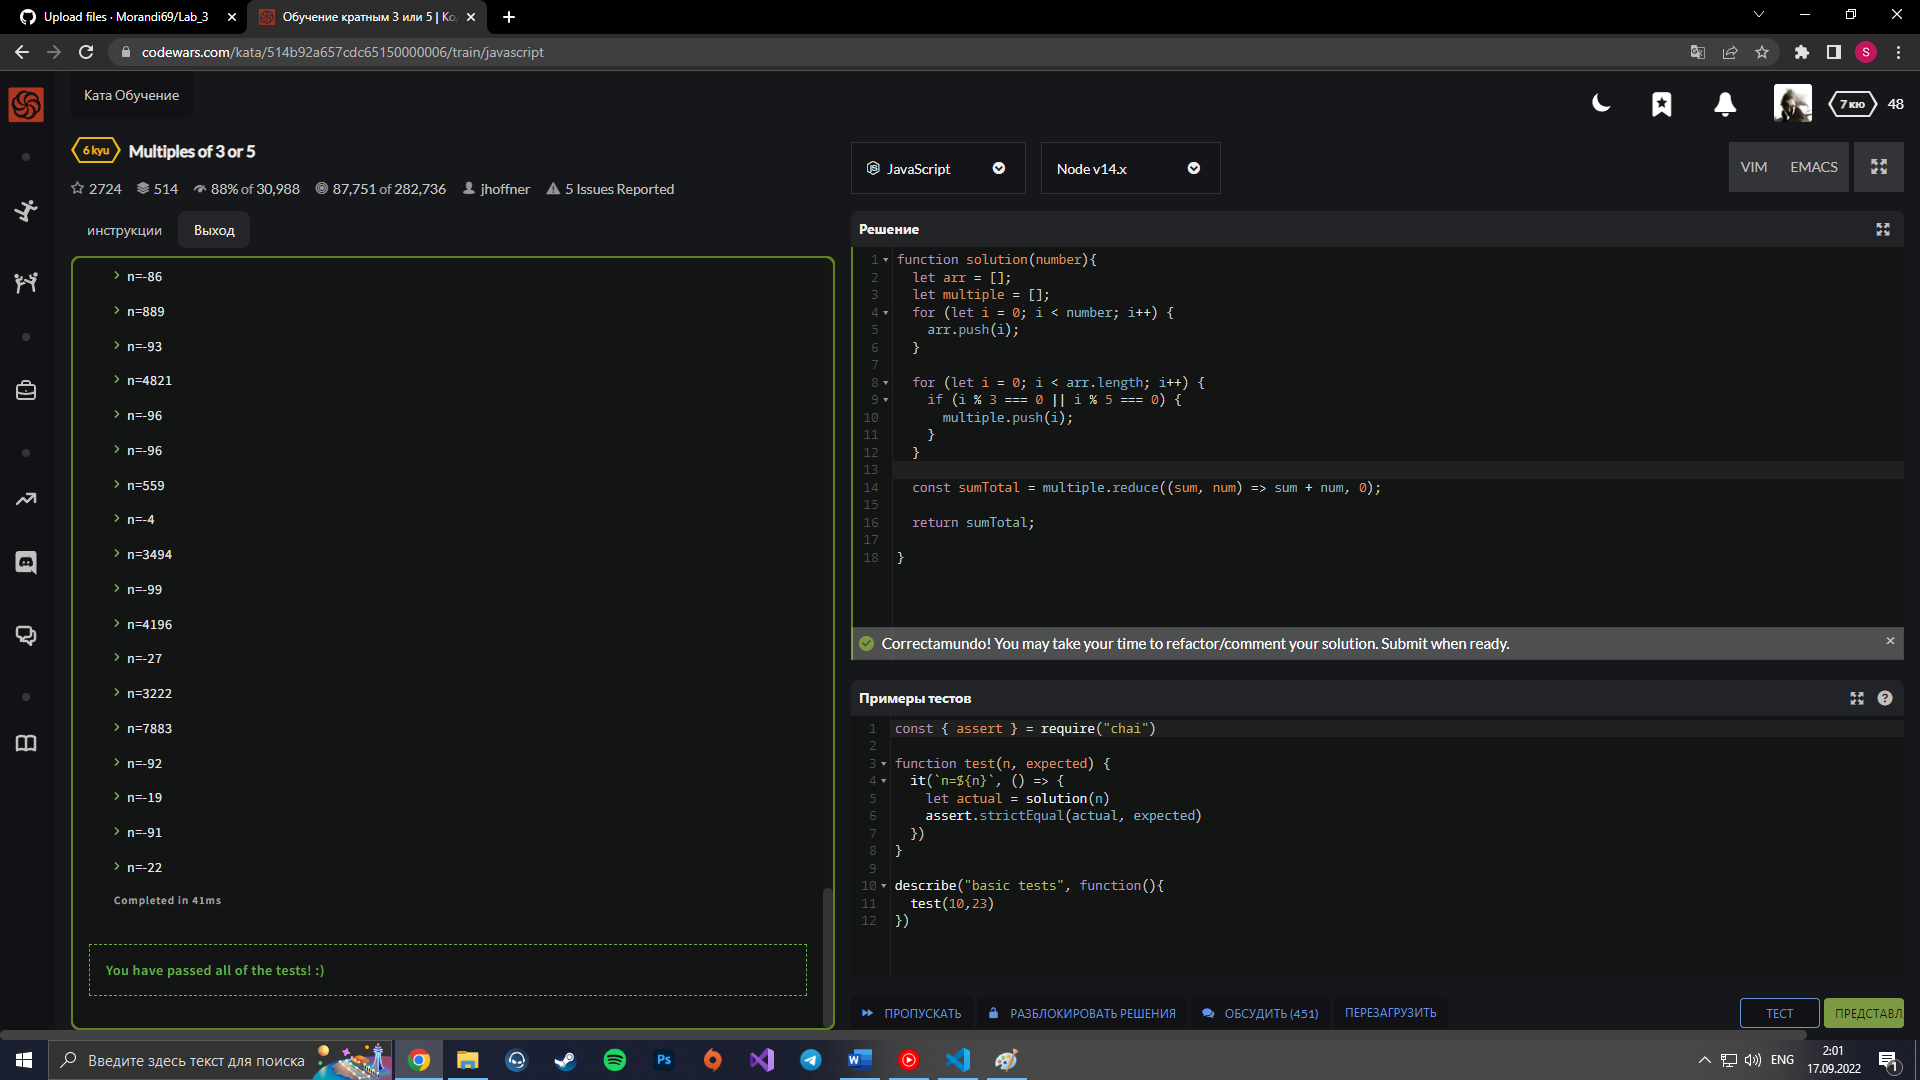 Upload files · Morandi69/Lab_3
Обучение кратным 3 или 5 | Ко
codewars.com/kata/514b92a657cdc65150000006/train/javascript
S
Ката Обучение
7 кю
48
6 kyu
Multiples of 3 or 5
2724 514 88% of 30,988 87,751 of 282,736 jhoffner 5 Issues Reported
JavaScript
Node v14.x
VIM
EMACS
инструкции
Выход
n=-86
n=889
n=-93
n=4821
n=-96
n=-96
n=559
n=-4
n=3494
n=-99
n=4196
n=-27
n=3222
n=7883
n=-92
n=-19
n=-91
n=-22
Completed in 41ms
You have passed all of the tests! :)
Решение
1 function solution(number){
2 let arr = [];
3 let multiple = [];
4 for (let i = 0; i < number; i++) {
5 arr.push(i);
6 }
7
8 for (let i = 0; i < arr.length; i++) {
9 if (i % 3 === 0 || i % 5 === 0) {
10 multiple.push(i);
11 }
12 }
13
14 const sumTotal = multiple.reduce((sum, num) => sum + num, 0);
15
16 return sumTotal;
17
18 }
Correctamundo! You may take your time to refactor/comment your solution. Submit when ready.
Примеры тестов
1 const { assert } = require("chai")
2
3 function test(n, expected) {
4 it(`n=${n}`, () => {
5 let actual = solution(n)
6 assert.strictEqual(actual, expected)
7 })
8 }
9
10 describe("basic tests", function(){
11 test(10,23)
12 })
ПРОПУСКАТЬ
РАЗБЛОКИРОВАТЬ РЕШЕНИЯ
ОБСУДИТЬ (451)
ПЕРЕЗАГРУЗИТЬ
ТЕСТ
ПРЕДСТАВЛ
Введите здесь текст для поиска
Ps
W
ENG
2:01
17.09.2022
1